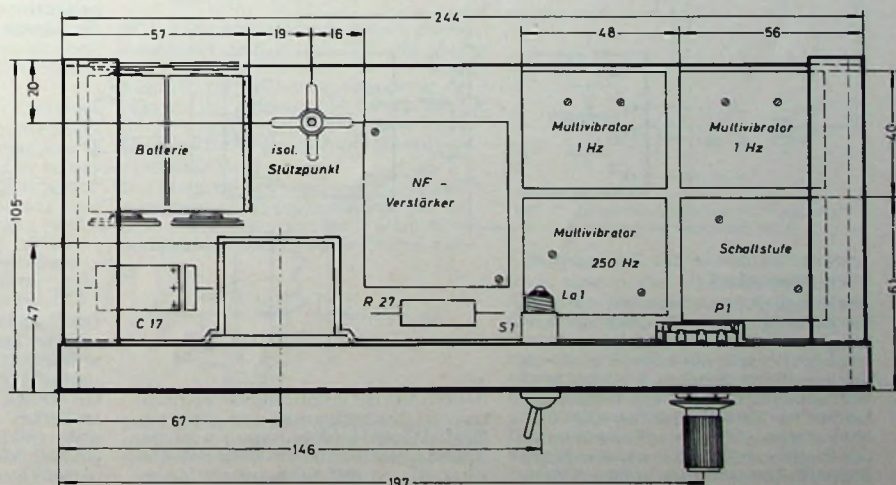 244
57
19
16
48
56
20
105
47
40
61
Batterie
isol.
Stützpunkt
NF -
Verstärker
Multivibrator
1 Hz
Multivibrator
1 Hz
Multivibrator
250 Hz
Schaltstufe
C 17
R 27
S1
La1
P1
67
146
197